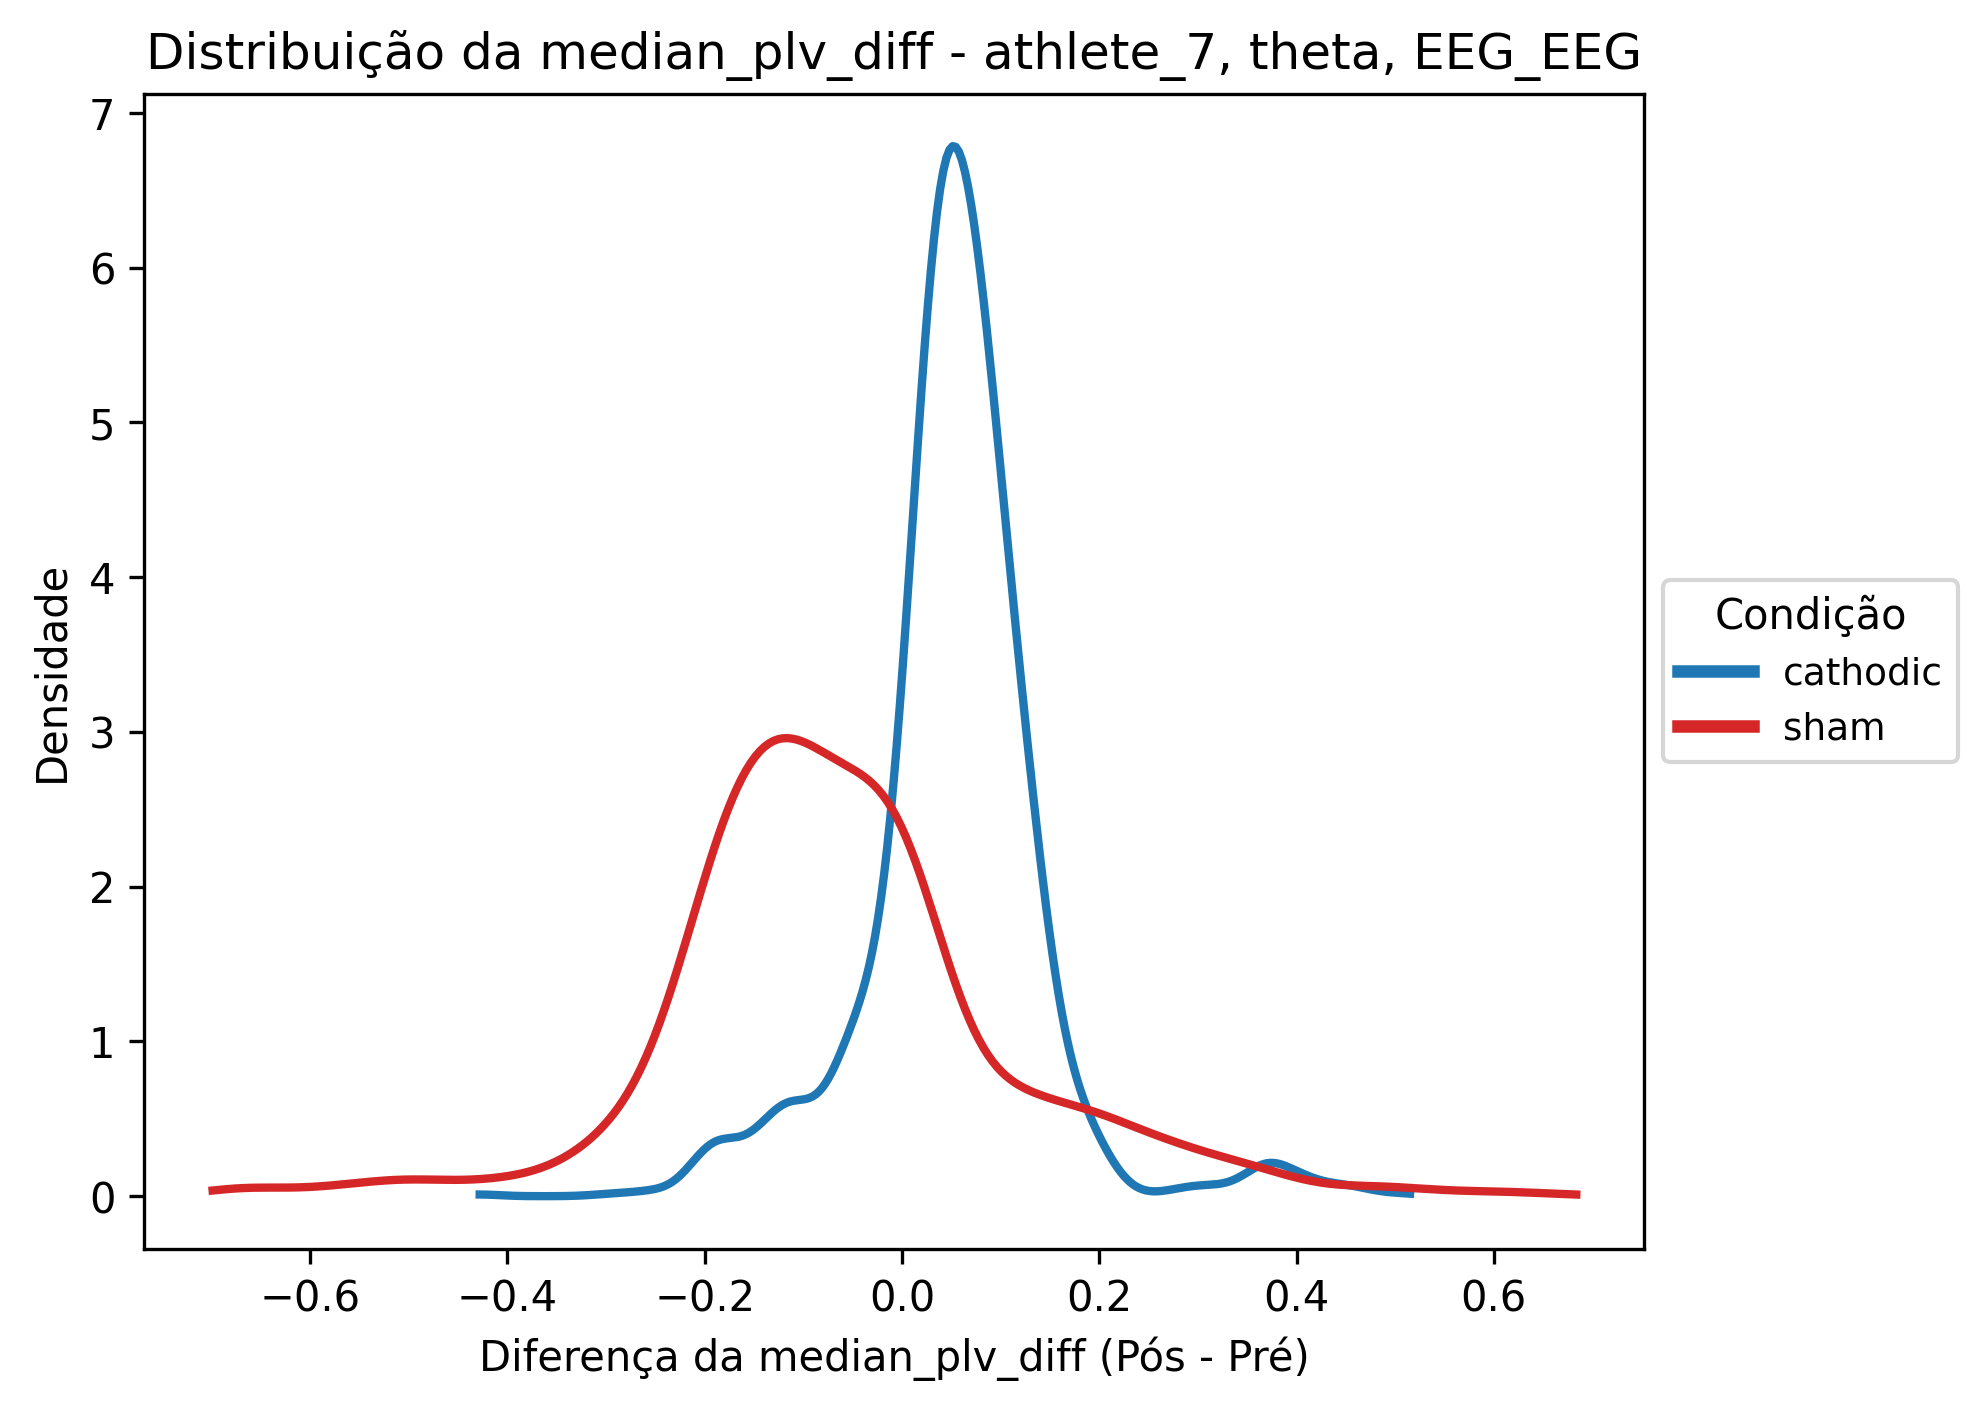 Distribuição da median_plv_diff - athlete_7, theta, EEG_EEG
7
6
5
4
3
2
1
0
Densidade
−0.6 −0.4 −0.2 0.0 0.2 0.4 0.6
Diferença da median_plv_diff (Pós - Pré)
Condição
cathodic
sham